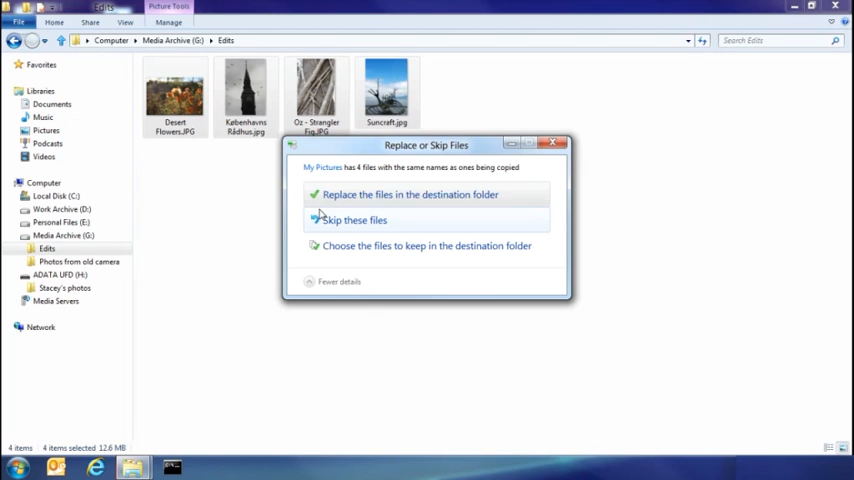 Edits
Picture Tools
File
Home
Share
View
Manage
Computer
Media Archive (G:)
Edits
Search Edits
Favorites
Libraries
Documents
Music
Pictures
Podcasts
Videos
Computer
Local Disk (C:)
Work Archive (D:)
Personal Files (E:)
Media Archive (G:)
Edits
Photos from old camera
ADATA UFD (H:)
Stacey's photos
Media Servers
Network
Desert
Flowers.JPG
Københavns
Rådhus.jpg
Oz - Strangler
Fig.JPG
Suncraft.jpg
Replace or Skip Files
My Pictures has 4 files with the same names as ones being copied
Replace the files in the destination folder
Skip these files
Choose the files to keep in the destination folder
Fewer details
4 items
4 items selected 12.6 MB